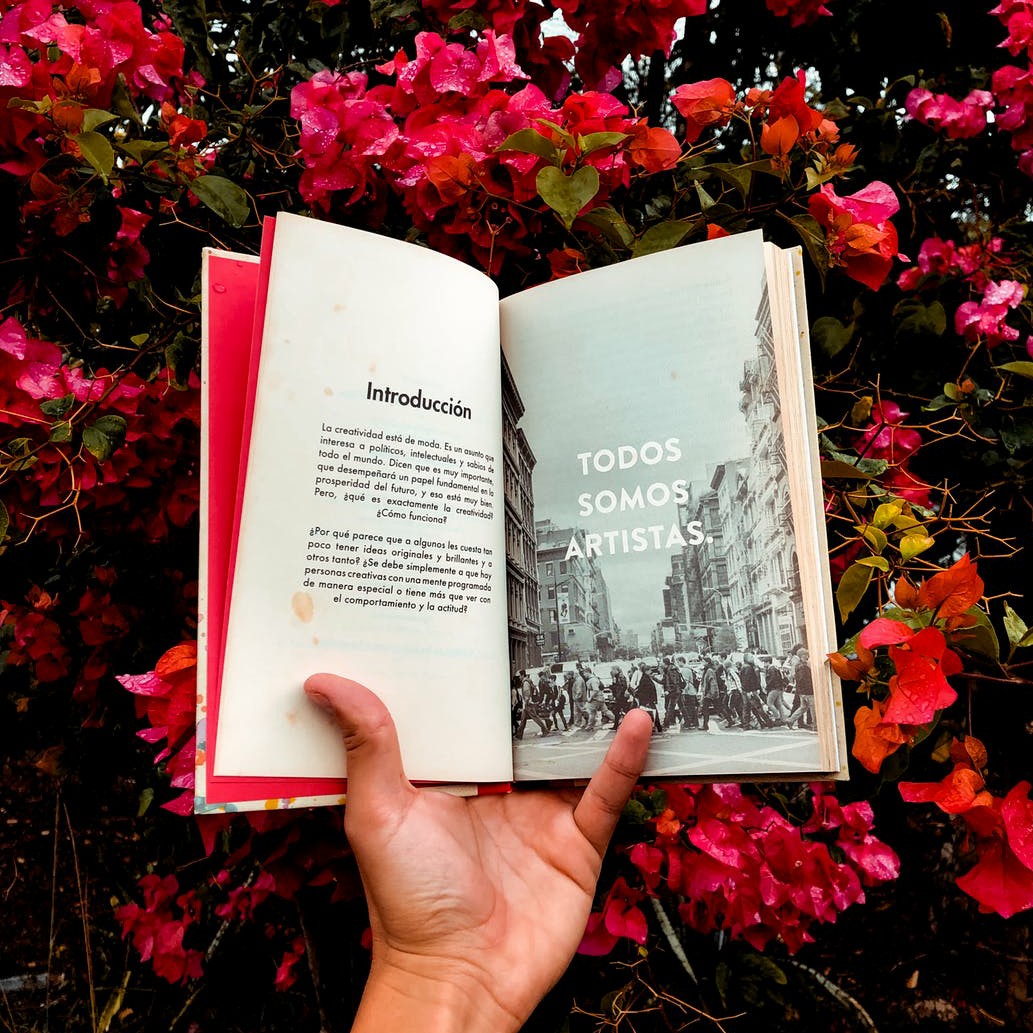 Introducción
La creatividad está de moda. Es un asunto que
interesa a políticos, intelectuales y sabios de
todo el mundo. Dicen que es muy importante,
que desempeñará un papel fundamental en la
prosperidad del futuro, y eso está muy bien.
Pero, ¿qué es exactamente la creatividad?
¿Cómo funciona?
¿Por qué parece que a algunos les cuesta tan
poco tener ideas originales y brillantes y a
otros tanto? ¿Se debe simplemente a que hay
personas creativas con una mente programada
de manera especial o tiene más que ver con
el comportamiento y la actitud?
TODOS
SOMOS
ARTISTAS.